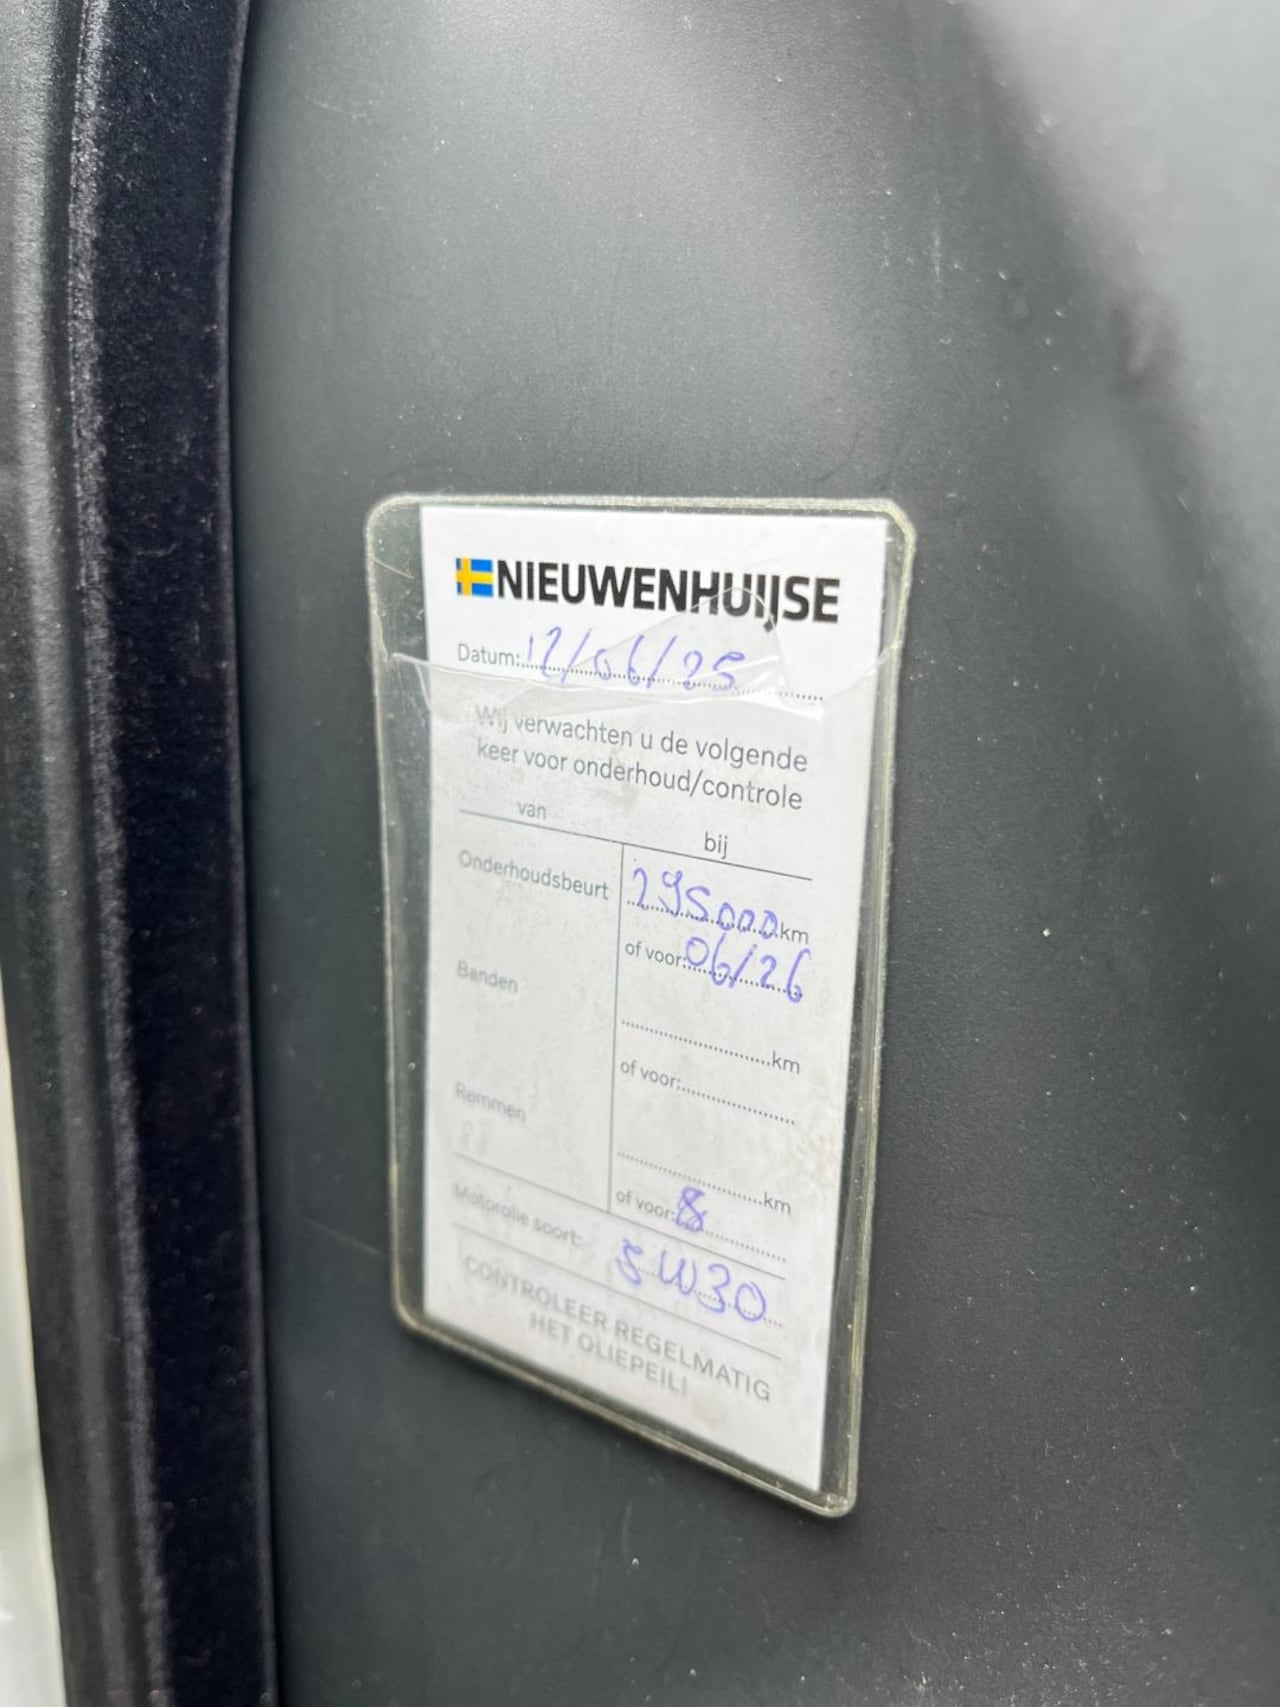 NIEUWENHUIJSE
Datum: 12/06/25
Wij verwachten u de volgende
keer voor onderhoud/controle
van bij
Onderhoudsbeurt 295000 km
of voor: 06/26
Banden
km
of voor:
Remmen
km
of voor: 8
Motorolie soort: 5W30
CONTROLEER REGELMATIG
HET OLIEPEIL!